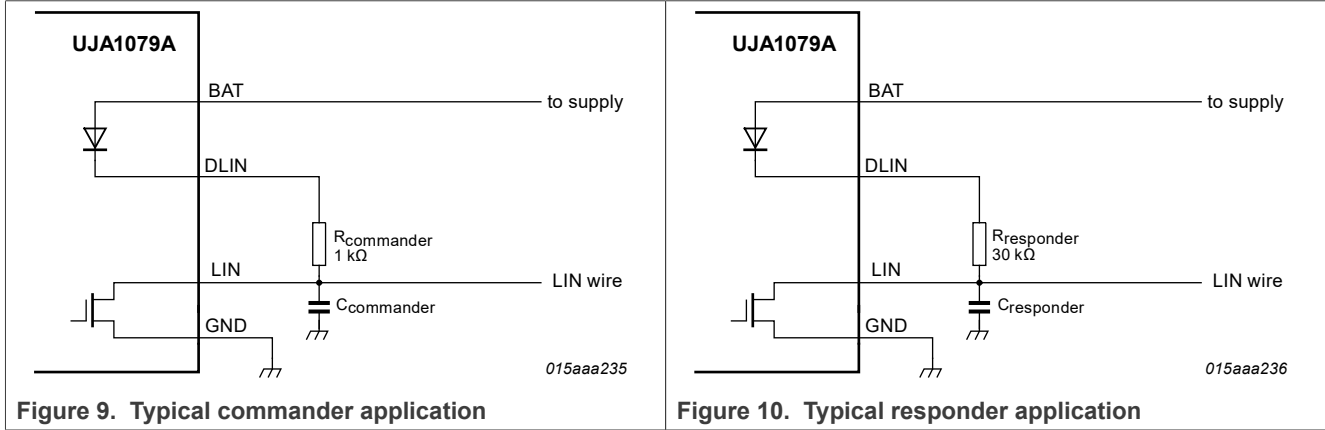 UJA1079A
BAT
to supply
DLIN
Rcommander
1 kΩ
LIN
LIN wire
Ccommander
GND
015aaa235
Figure 9. Typical commander application
UJA1079A
BAT
to supply
DLIN
Rresponder
30 kΩ
LIN
LIN wire
Cresponder
GND
015aaa236
Figure 10. Typical responder application